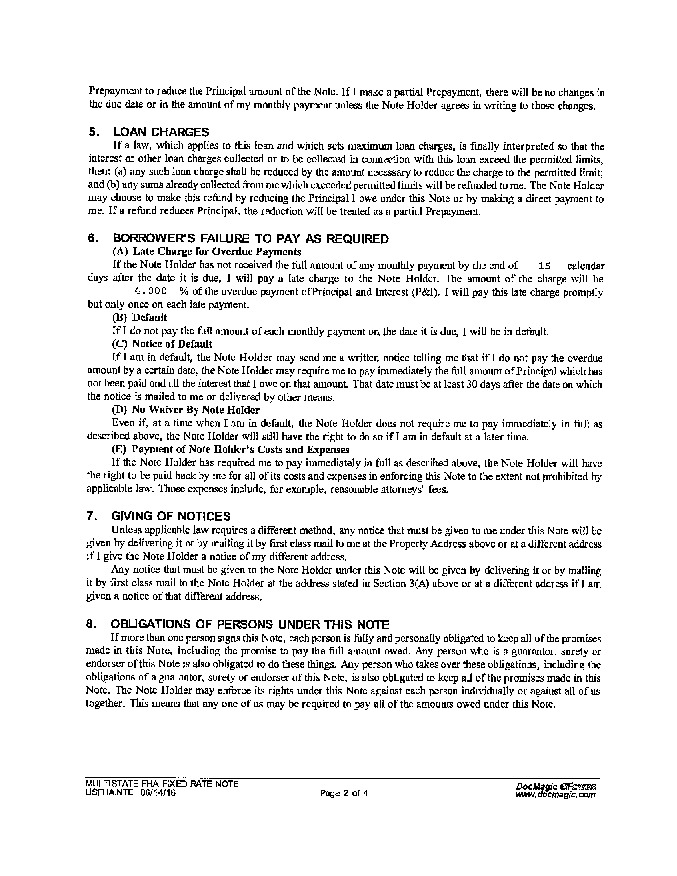 Prepayment to reduce the Principal amount of the Note. If I make a partial Prepayment, there will be no changes in
the due date or in the amount of my monthly payment unless the Note Holder agrees in writing to those changes.
5. LOAN CHARGES
If a law, which applies to this loan and which sets maximum loan charges, is finally interpreted so that the
interest or other loan charges collected or to be collected in connection with this loan exceed the permitted limits,
then: (a) any such loan charge shall be reduced by the amount necessary to reduce the charge to the permitted limit;
and (b) any sums already collected from me which exceeded permitted limits will be refunded to me. The Note Holder
may choose to make this refund by reducing the Principal I owe under this Note or by making a direct payment to
me. If a refund reduces Principal, the reduction will be treated as a partial Prepayment.
6. BORROWER'S FAILURE TO PAY AS REQUIRED
(A) Late Charge for Overdue Payments
If the Note Holder has not received the full amount of any monthly payment by the end of 15 calendar
days after the date it is due, I will pay a late charge to the Note Holder. The amount of the charge will be
4.000 % of the overdue payment of Principal and Interest (P&I). I will pay this late charge promptly
but only once on each late payment.
(B) Default
If I do not pay the full amount of each monthly payment on the date it is due, I will be in default.
(C) Notice of Default
If I am in default, the Note Holder may send me a written notice telling me that if I do not pay the overdue
amount by a certain date, the Note Holder may require me to pay immediately the full amount of Principal which has
not been paid and all the interest that I owe on that amount. That date must be at least 30 days after the date on which
the notice is mailed to me or delivered by other means.
(D) No Waiver By Note Holder
Even if, at a time when I am in default, the Note Holder does not require me to pay immediately in full as
described above, the Note Holder will still have the right to do so if I am in default at a later time.
(E) Payment of Note Holder's Costs and Expenses
If the Note Holder has required me to pay immediately in full as described above, the Note Holder will have
the right to be paid back by me for all of its costs and expenses in enforcing this Note to the extent not prohibited by
applicable law. Those expenses include, for example, reasonable attorneys' fees.
7. GIVING OF NOTICES
Unless applicable law requires a different method, any notice that must be given to me under this Note will be
given by delivering it or by mailing it by first class mail to me at the Property Address above or at a different address
if I give the Note Holder a notice of my different address.
Any notice that must be given to the Note Holder under this Note will be given by delivering it or by mailing
it by first class mail to the Note Holder at the address stated in Section 3(A) above or at a different address if I am
given a notice of that different address.
8. OBLIGATIONS OF PERSONS UNDER THIS NOTE
If more than one person signs this Note, each person is fully and personally obligated to keep all of the promises
made in this Note, including the promise to pay the full amount owed. Any person who is a guarantor, surety or
endorser of this Note is also obligated to do these things. Any person who takes over these obligations, including the
obligations of a guarantor, surety or endorser of this Note, is also obligated to keep all of the promises made in this
Note. The Note Holder may enforce its rights under this Note against each person individually or against all of us
together. This means that any one of us may be required to pay all of the amounts owed under this Note.
MULTISTATE FHA FIXED RATE NOTE
USFHA.NTE 06/14/16
Page 2 of 4
DocMagic
www.docmagic.com